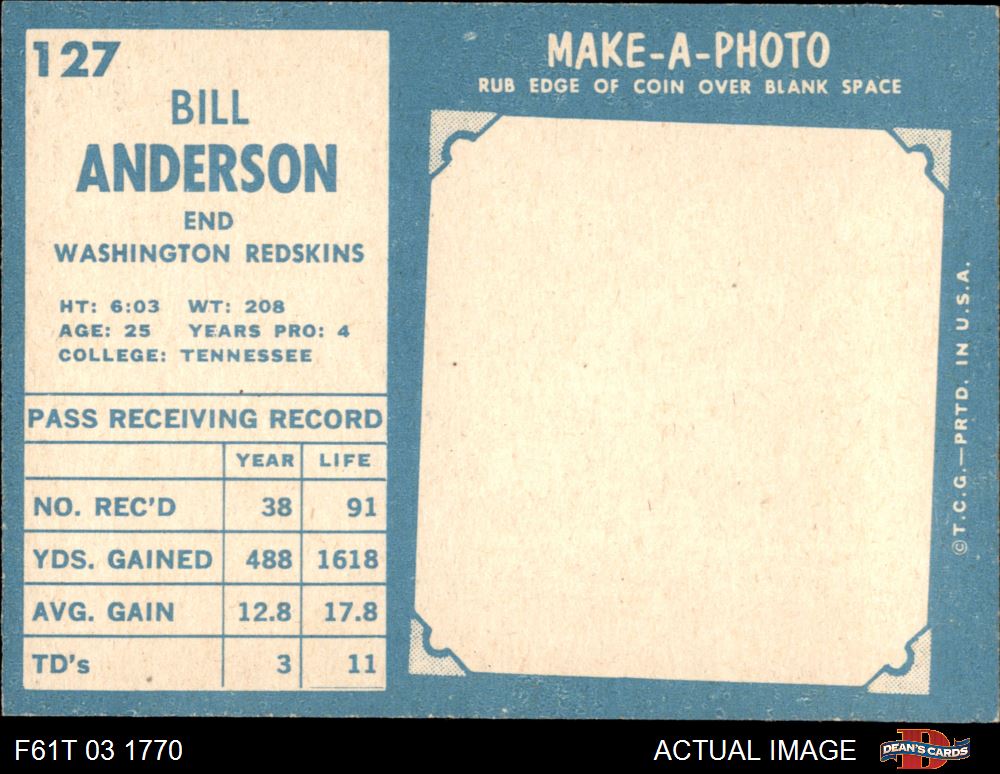 127
BILL
ANDERSON
END
WASHINGTON REDSKINS
HT: 6:03 WT: 208
AGE: 25 YEARS PRO: 4
COLLEGE: TENNESSEE
PASS RECEIVING RECORD
YEAR LIFE
NO. REC'D 38 91
YDS. GAINED 488 1618
AVG. GAIN 12.8 17.8
TD's 3 11
MAKE-A-PHOTO
RUB EDGE OF COIN OVER BLANK SPACE
© T.C.G.—PRTD. IN U.S.A.
F61T 03 1770
ACTUAL IMAGE
DEAN'S CARDS